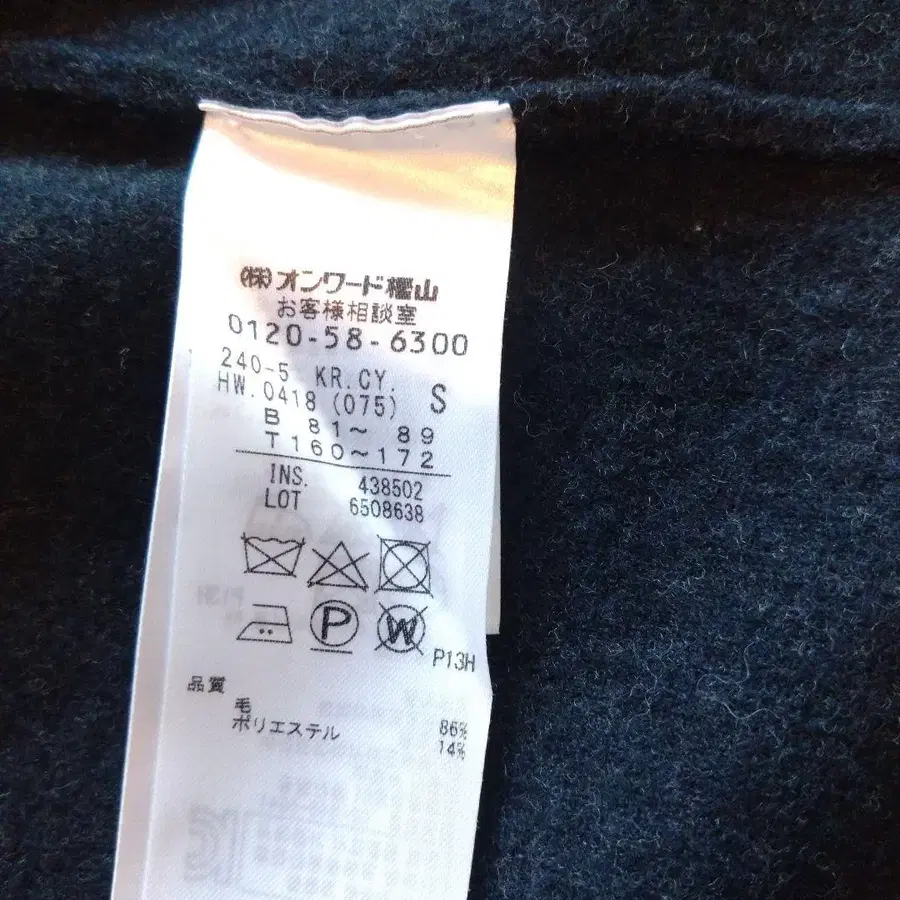 (株)オンワード樫山
お客様相談室
0120-58-6300
240-5 KR.CY.
HW.0418 (075) S
B 81～ 89
T 160～172
INS. 438502
LOT 6508638
P
W
P13H
品質
毛 86%
ポリエステル 14%